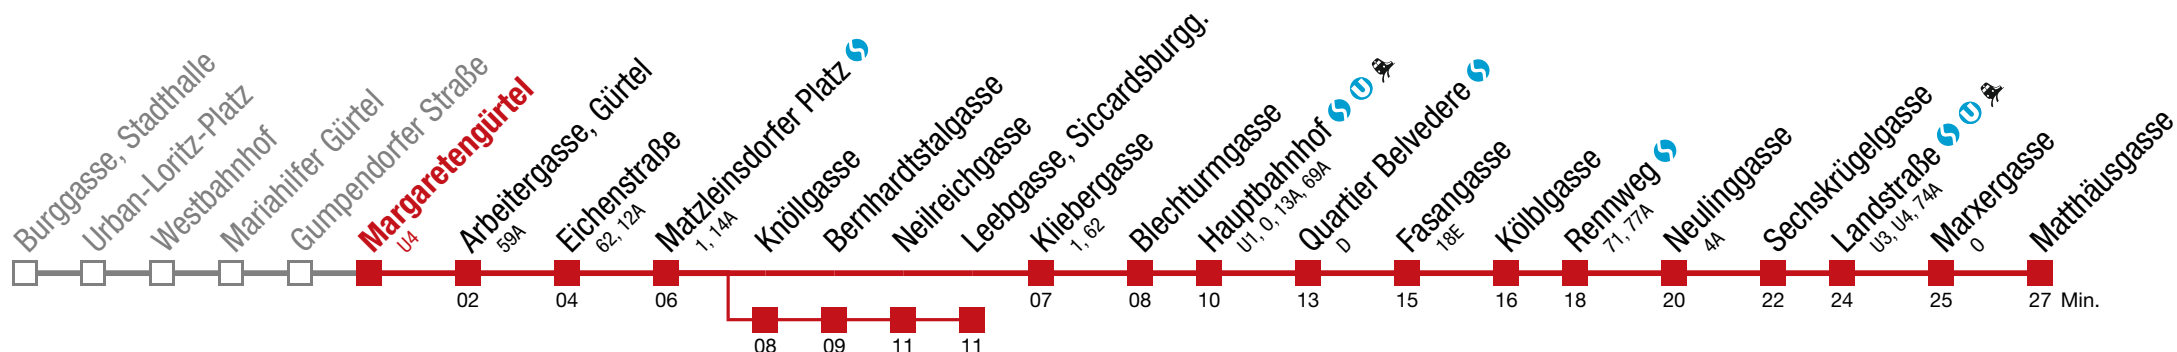 Burggasse, Stadthalle
Urban-Loritz-Platz
Westbahnhof
Mariahilfer Gürtel
Gumpendorfer Straße
Margaretengürtel
U4
Arbeitergasse, Gürtel
59A
Eichenstraße
62, 12A
Matzleinsdorfer Platz
1, 14A
Knöllgasse
Bernhardtstalgasse
Neilreichgasse
Leebgasse, Siccardsburgg.
Kliebergasse
1, 62
Blechturmgasse
Hauptbahnhof U
U1, O, 13A, 69A
Quartier Belvedere
D
Fasangasse
18E
Kölblgasse
Rennweg
71, 77A
Neulinggasse
4A
Sechskrügelgasse
Landstraße U
U3, U4, 74A
Marxergasse
O
Matthäusgasse
02 04 06 07 08 10 13 15 16 18 20 22 24 25 27 Min.
08 09 11 11